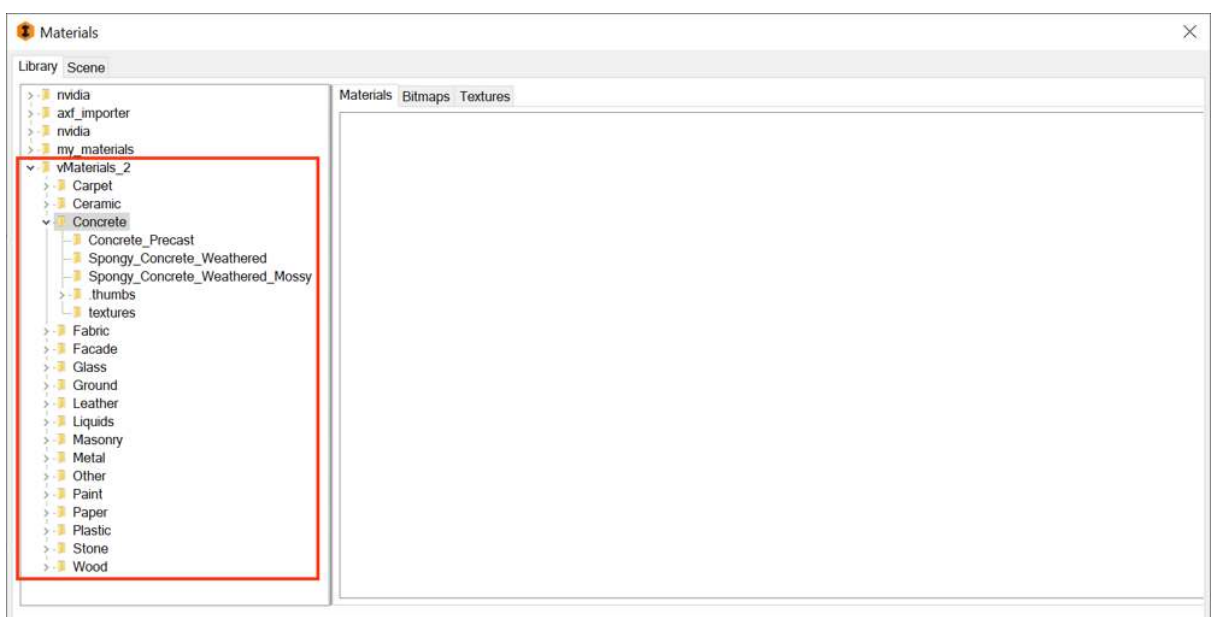 Materials
Library Scene
nvidia
axf_importer
nvidia
my_materials
vMaterials_2
Carpet
Ceramic
Concrete
Concrete_Precast
Spongy_Concrete_Weathered
Spongy_Concrete_Weathered_Mossy
.thumbs
textures
Fabric
Facade
Glass
Ground
Leather
Liquids
Masonry
Metal
Other
Paint
Paper
Plastic
Stone
Wood
Materials Bitmaps Textures